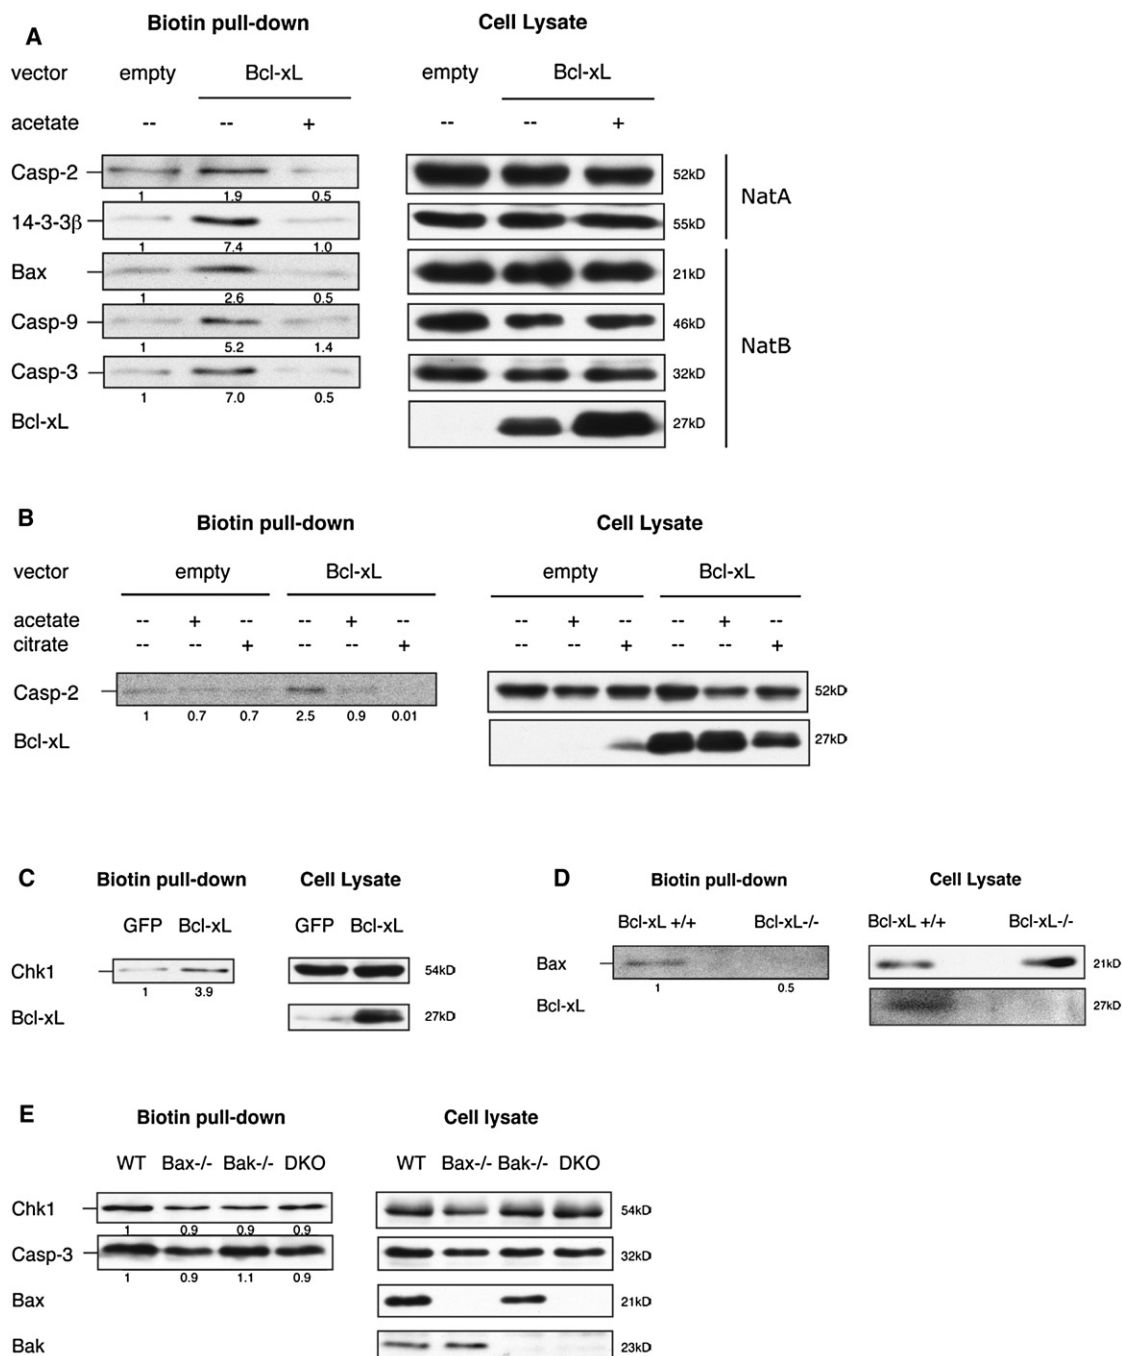 A
Biotin pull-down Cell Lysate
vector empty Bcl-xL empty Bcl-xL
acetate -- -- + -- -- +
Casp-2 52kD
1 1.9 0.5
NatA
14-3-3β 55kD
1 7.4 1.0
Bax 21kD
1 2.6 0.5
Casp-9 46kD
1 5.2 1.4
NatB
Casp-3 32kD
1 7.0 0.5
Bcl-xL 27kD
B
Biotin pull-down Cell Lysate
vector empty Bcl-xL empty Bcl-xL
acetate -- + -- -- + -- -- + -- -- + --
citrate -- -- + -- -- + -- -- + -- -- +
Casp-2 52kD
1 0.7 0.7 2.5 0.9 0.01
Bcl-xL 27kD
C Biotin pull-down Cell Lysate
GFP Bcl-xL GFP Bcl-xL
Chk1 54kD
1 3.9
Bcl-xL 27kD
D Biotin pull-down Cell Lysate
Bcl-xL +/+ Bcl-xL-/- Bcl-xL +/+ Bcl-xL-/-
Bax 21kD
1 0.5
Bcl-xL 27kD
E
Biotin pull-down Cell lysate
WT Bax-/- Bak-/- DKO WT Bax-/- Bak-/- DKO
Chk1 54kD
1 0.9 0.9 0.9
Casp-3 32kD
1 0.9 1.1 0.9
Bax 21kD
Bak 23kD